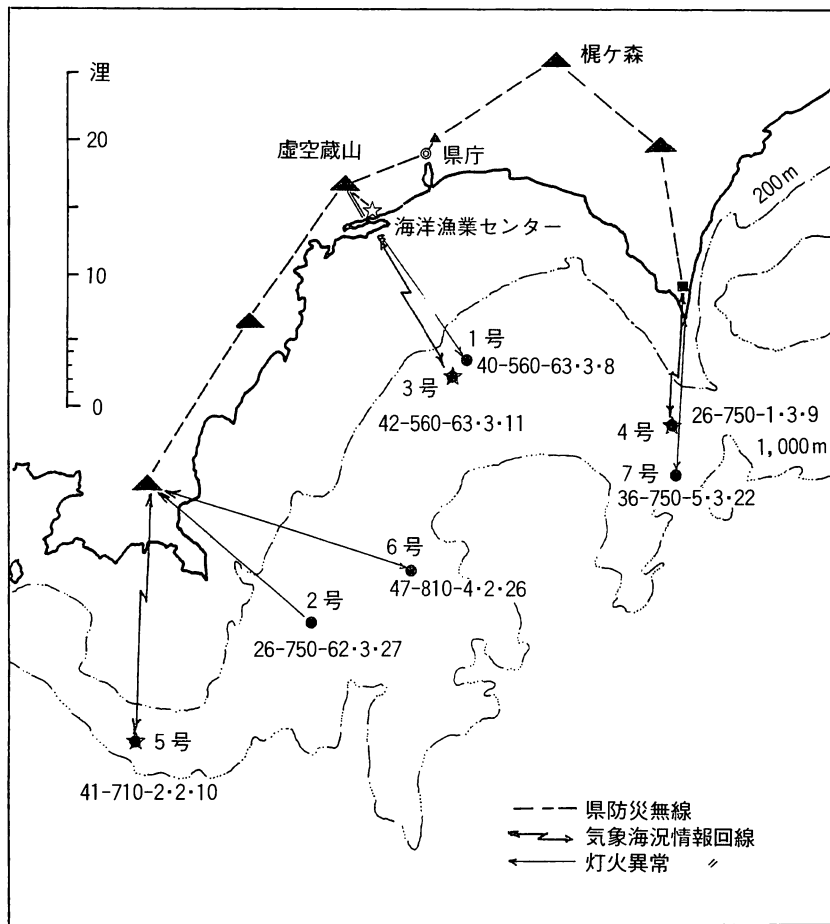 梶ケ森
浬
20
虚空蔵山
県庁
200m
海洋漁業センター
10
1号
40-560-63・3・8
3号
0
42-560-63・3・11
26-750-1・3・9
4号
1,000m
7号
36-750-5・3・22
6号
47-810-4・2・26
2号
26-750-62・3・27
5号
41-710-2・2・10
県防災無線
気象海況情報回線
灯火異常 〃